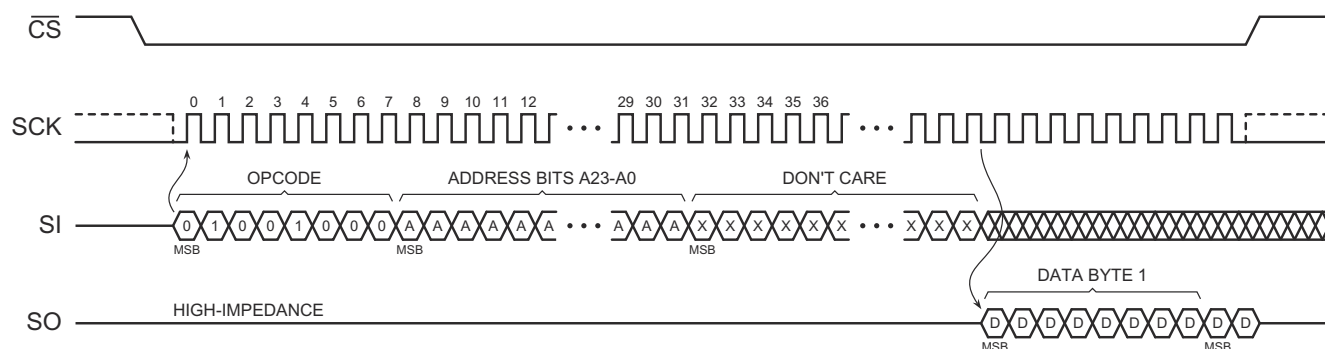 CS
0 1 2 3 4 5 6 7 8 9 10 11 12 29 30 31 32 33 34 35 36
SCK
OPCODE ADDRESS BITS A23-A0 DON'T CARE
SI 0 1 0 0 1 0 0 0 A A A A A A A A A X X X X X X X X X
MSB MSB MSB
DATA BYTE 1
HIGH-IMPEDANCE
SO D D D D D D D D D D
MSB MSB